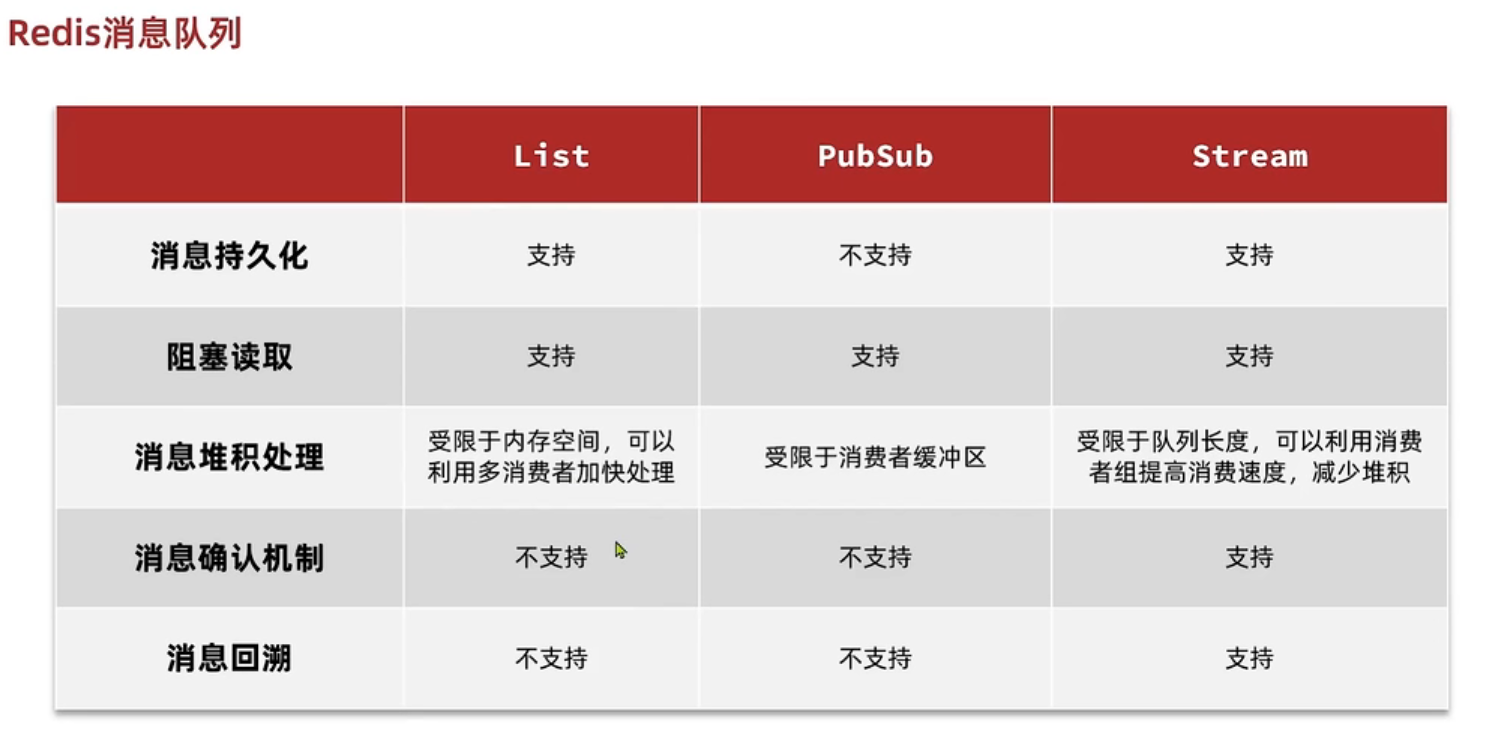 Redis消息队列
List PubSub Stream
消息持久化 支持 不支持 支持
阻塞读取 支持 支持 支持
消息堆积处理 受限于内存空间，可以 受限于消费者缓冲区 受限于队列长度，可以利用消费
利用多消费者加快处理 者组提高消费速度，减少堆积
消息确认机制 不支持 不支持 支持
消息回溯 不支持 不支持 支持